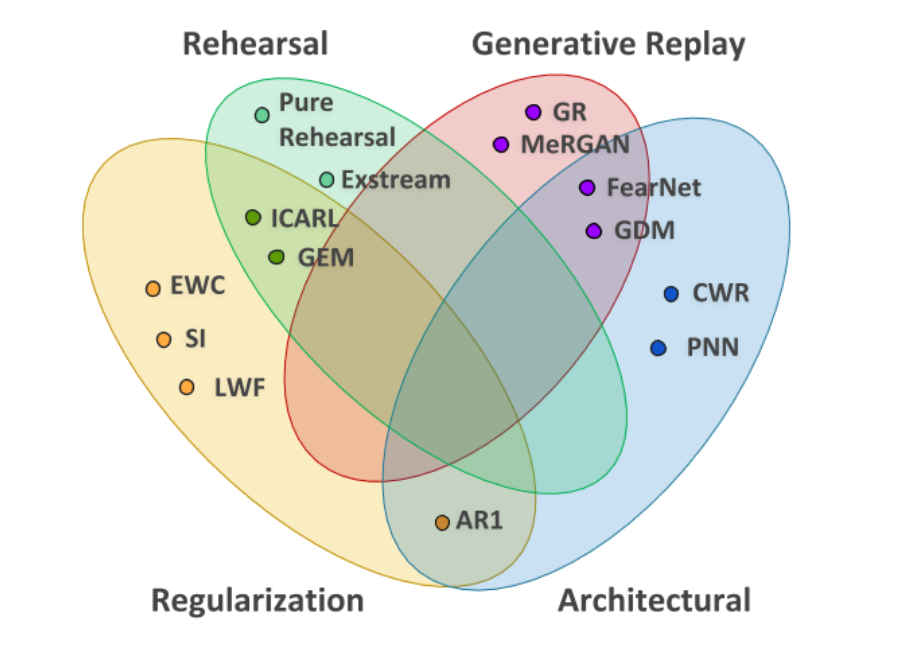 Rehearsal
Generative Replay
Pure
Rehearsal
GR
MeRGAN
Exstream
FearNet
ICARL
GDM
GEM
EWC
CWR
SI
PNN
LWF
AR1
Regularization
Architectural